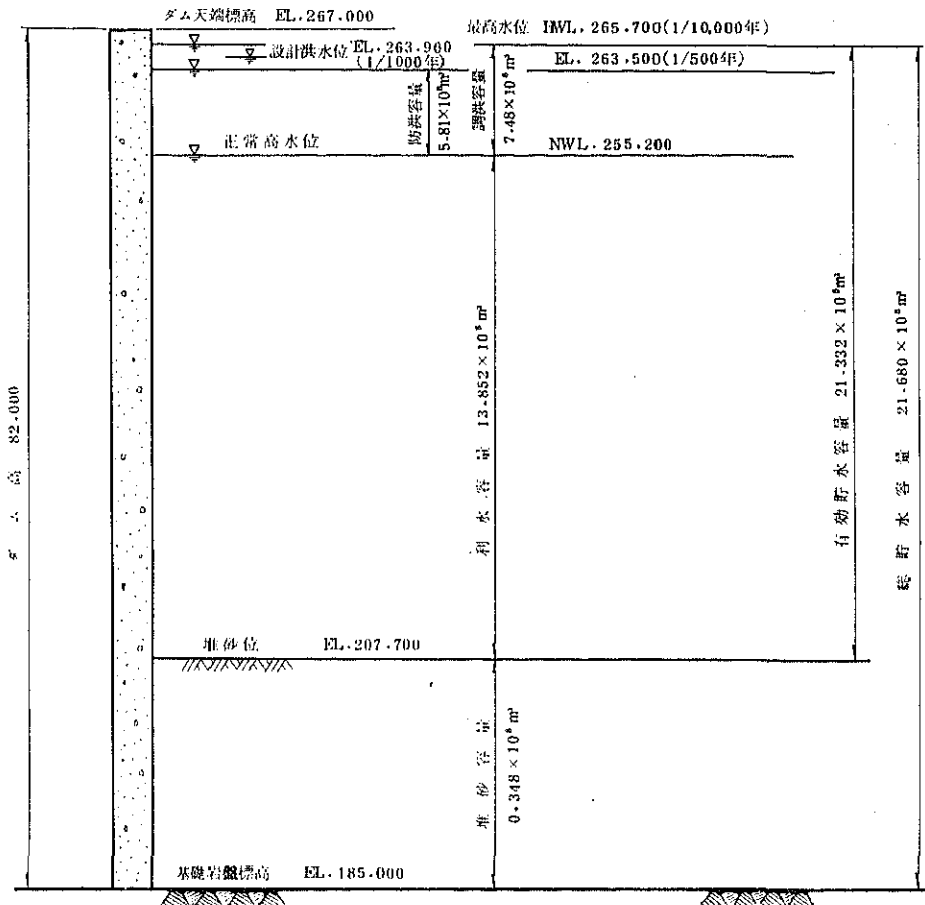 ダム天端標高 EL.267.000
最高水位 HWL.265.700(1/10,000年)
設計洪水位 EL.263.960
(1/1000年)
EL.263.500(1/500年)
防洪容量
5.81×10⁶m³
調洪容量
7.48×10⁶m³
正常高水位
NWL.255.200
利水容量 13.852×10⁶m³
有効貯水容量 21.332×10⁶m³
総貯水容量 21.680×10⁶m³
ダム高 82.000
堆砂位 EL.207.700
堆砂容量
0.348×10⁶m³
基礎岩盤標高 EL.185.000